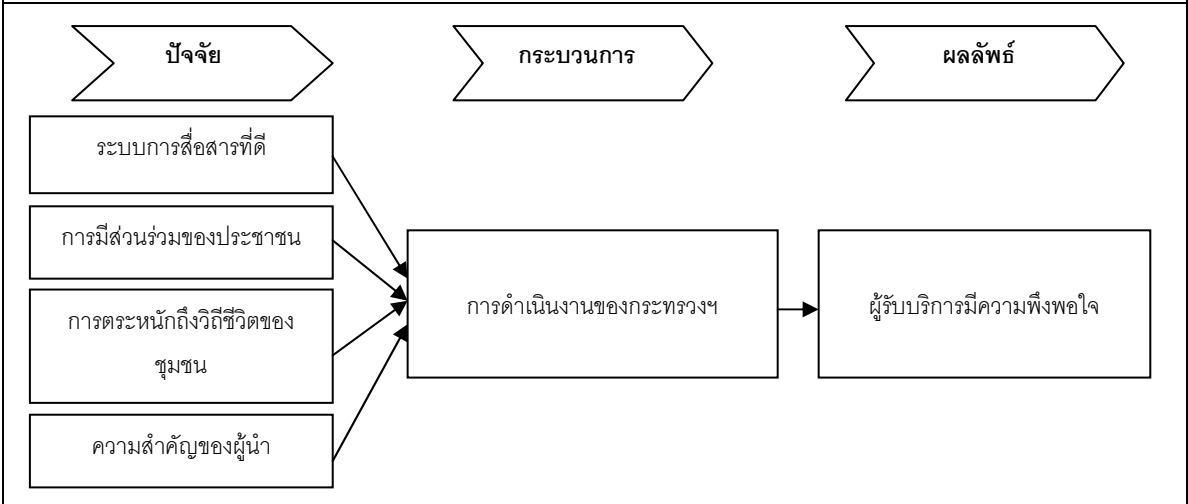 ปัจจัย
กระบวนการ
ผลลัพธ์
ระบบการสื่อสารที่ดี
การมีส่วนร่วมของประชาชน
การตระหนักถึงวิถีชีวิตของ
ชุมชน
ความสำคัญของผู้นำ
การดำเนินงานของกระทรวงฯ
ผู้รับบริการมีความพึงพอใจ